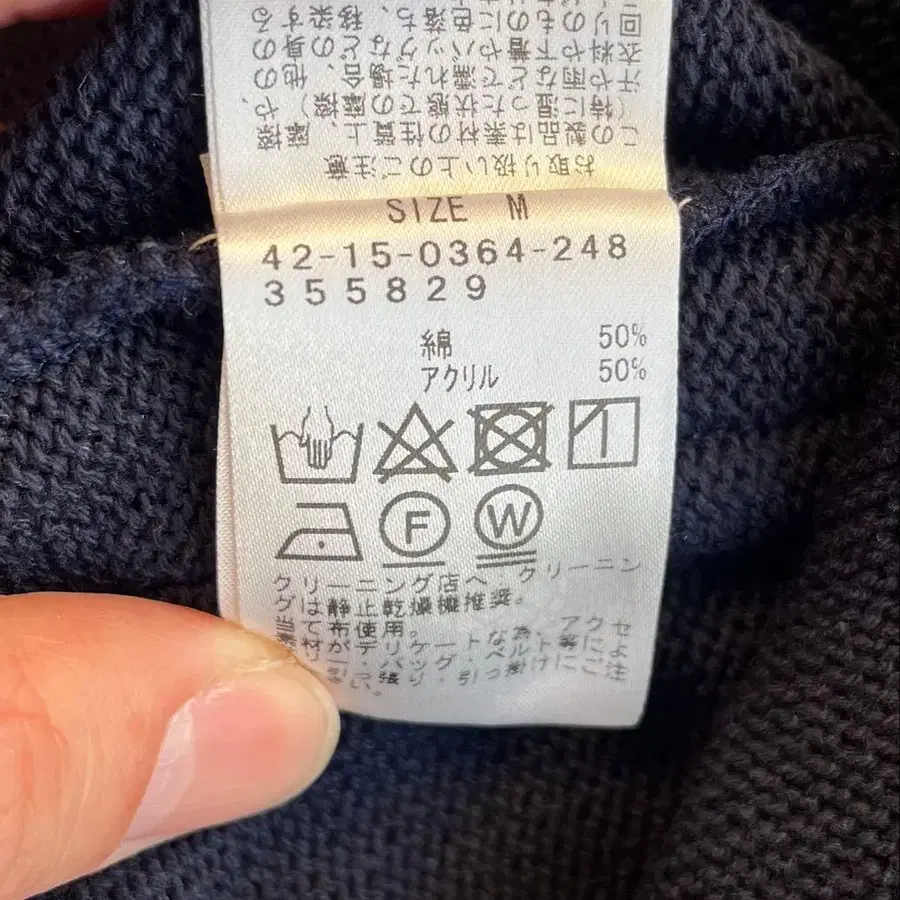 お取り扱い上のご注意
この製品は素材の性質上、摩擦
(特に湿った状態での摩擦)や、
汗や雨などで濡れた場合、他の
衣料や下着やバッグなどの身の
回りのものに色落ち、移染する
SIZE M
42-15-0364-248
355829
綿 50%
アクリル 50%
F W
クリーニング店へ・クリーニン
グは静止乾燥機推奨。
当て布使用。
素材がデリケートな為、アクセ
リー・バッグ・ベルト等によ
引っ張り・引っ掛けにご注
い。